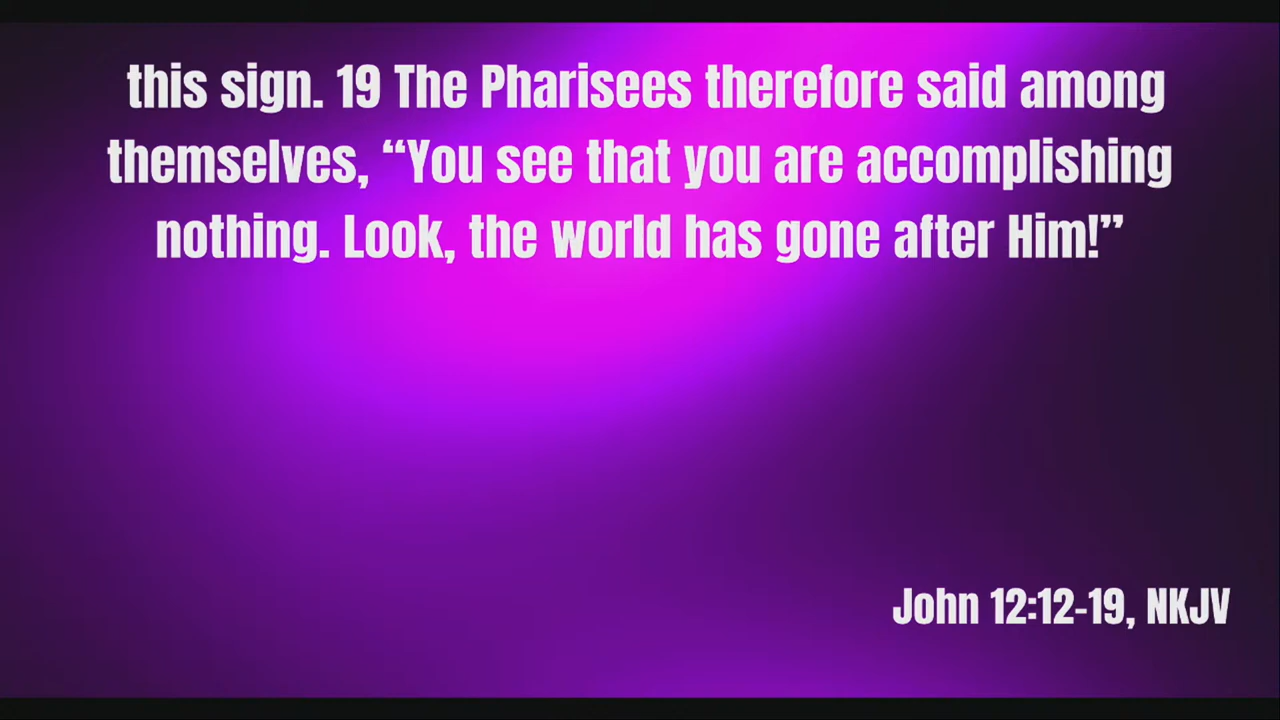 this sign. 19 The Pharisees therefore said among
themselves, “You see that you are accomplishing
nothing. Look, the world has gone after Him!”
John 12:12-19, NKJV